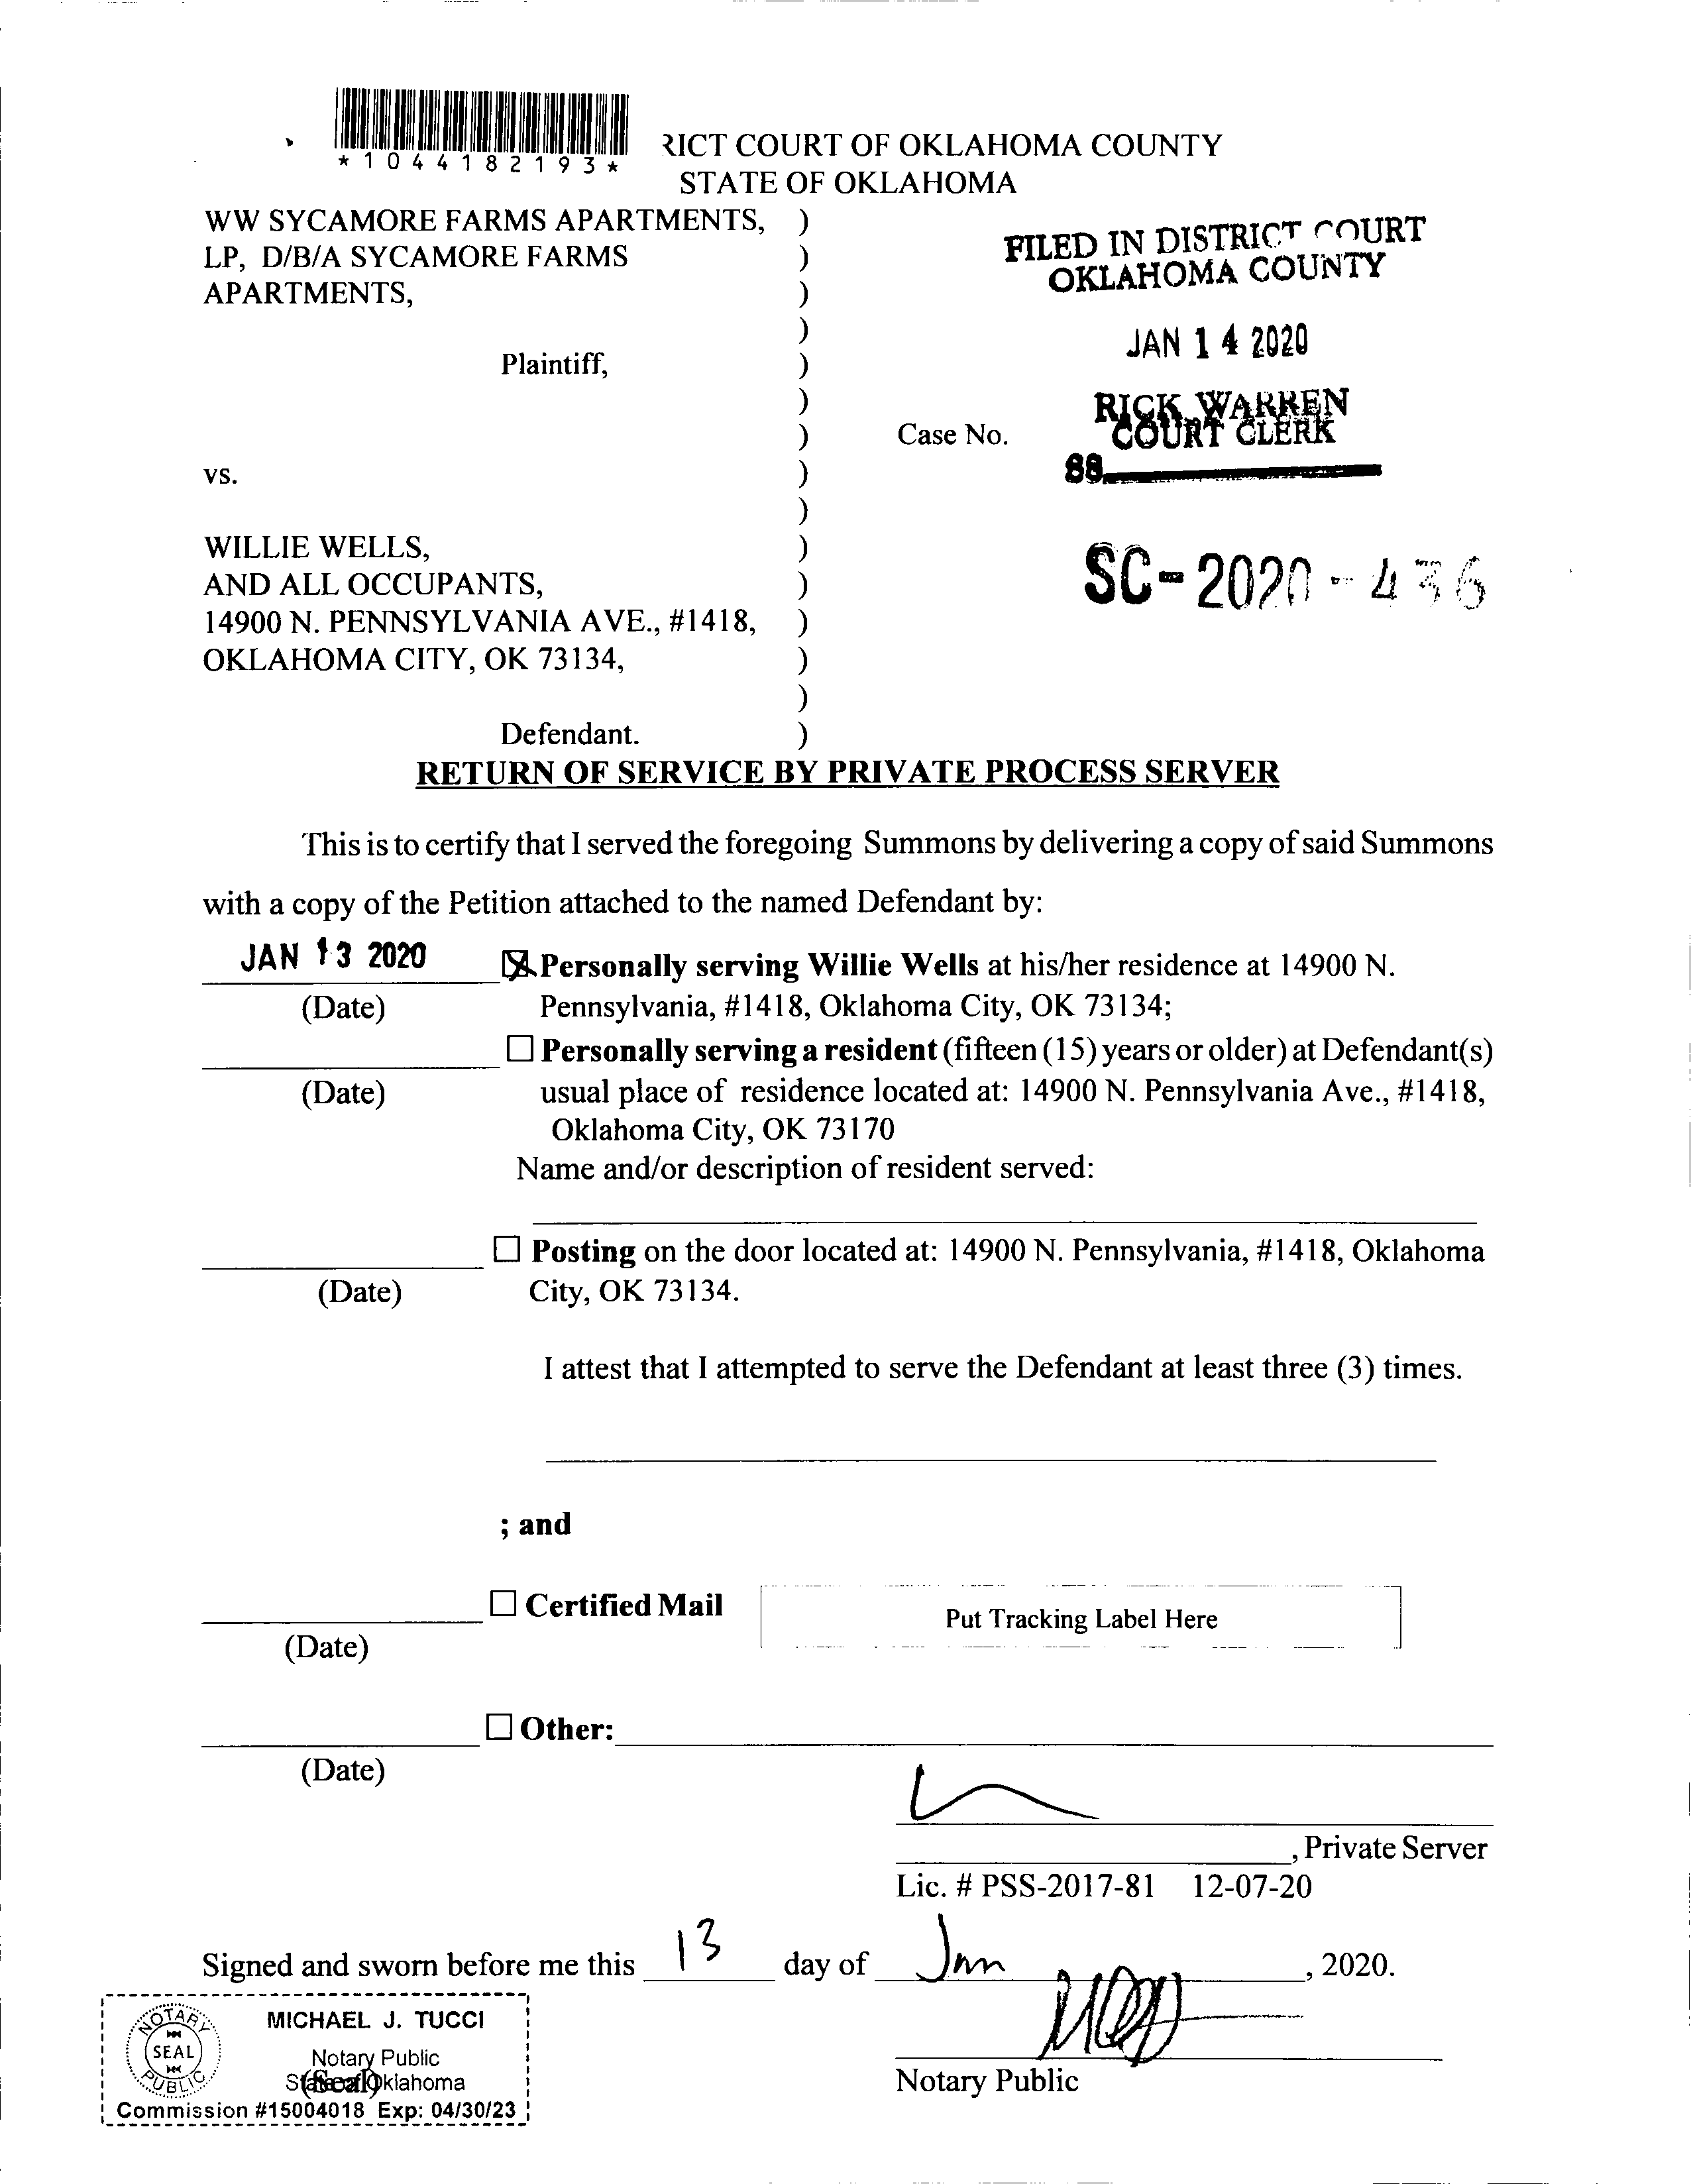 *1044182193*
RICT COURT OF OKLAHOMA COUNTY
STATE OF OKLAHOMA
WW SYCAMORE FARMS APARTMENTS, )
LP, D/B/A SYCAMORE FARMS )
APARTMENTS, )
)
Plaintiff, )
)
Case No. )
vs. )
)
WILLIE WELLS, )
AND ALL OCCUPANTS, )
14900 N. PENNSYLVANIA AVE., #1418, )
OKLAHOMA CITY, OK 73134, )
)
Defendant. )
FILED IN DISTRICT COURT
OKLAHOMA COUNTY
JAN 14 2020
RICK WARREN
COURT CLERK
88
SC-2020-436
RETURN OF SERVICE BY PRIVATE PROCESS SERVER
This is to certify that I served the foregoing Summons by delivering a copy of said Summons
with a copy of the Petition attached to the named Defendant by:
JAN 13 2020 ☒ Personally serving Willie Wells at his/her residence at 14900 N.
(Date) Pennsylvania, #1418, Oklahoma City, OK 73134;
☐ Personally serving a resident (fifteen (15) years or older) at Defendant(s)
(Date) usual place of residence located at: 14900 N. Pennsylvania Ave., #1418,
Oklahoma City, OK 73170
Name and/or description of resident served:
☐ Posting on the door located at: 14900 N. Pennsylvania, #1418, Oklahoma
(Date) City, OK 73134.
I attest that I attempted to serve the Defendant at least three (3) times.
; and
☐ Certified Mail Put Tracking Label Here
(Date)
☐ Other:
(Date)
, Private Server
Lic. # PSS-2017-81 12-07-20
Signed and sworn before me this 13 day of Jan, 2020.
Notary Public
NOTARY
SEAL
PUBLIC
MICHAEL J. TUCCI
Notary Public
State of Oklahoma
(Seal)
Commission #15004018 Exp: 04/30/23